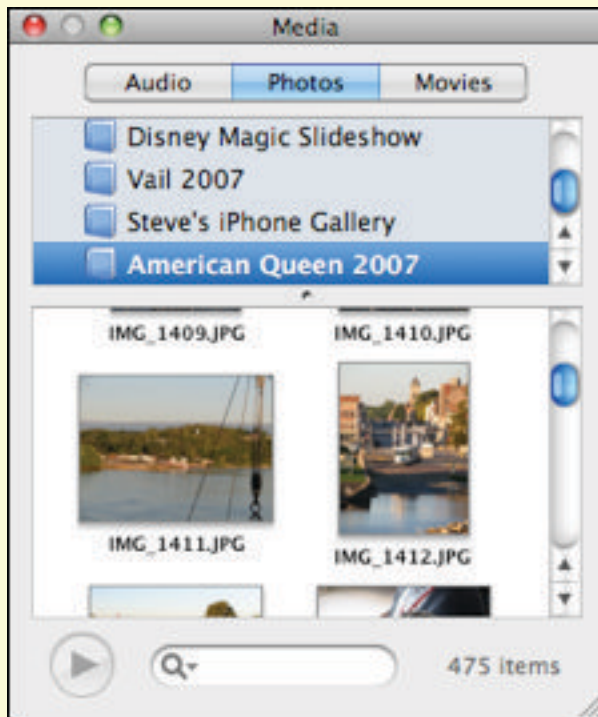 Media
Audio Photos Movies
Disney Magic Slideshow
Vail 2007
Steve's iPhone Gallery
American Queen 2007
IMG_1409.JPG IMG_1410.JPG
IMG_1411.JPG IMG_1412.JPG
475 items